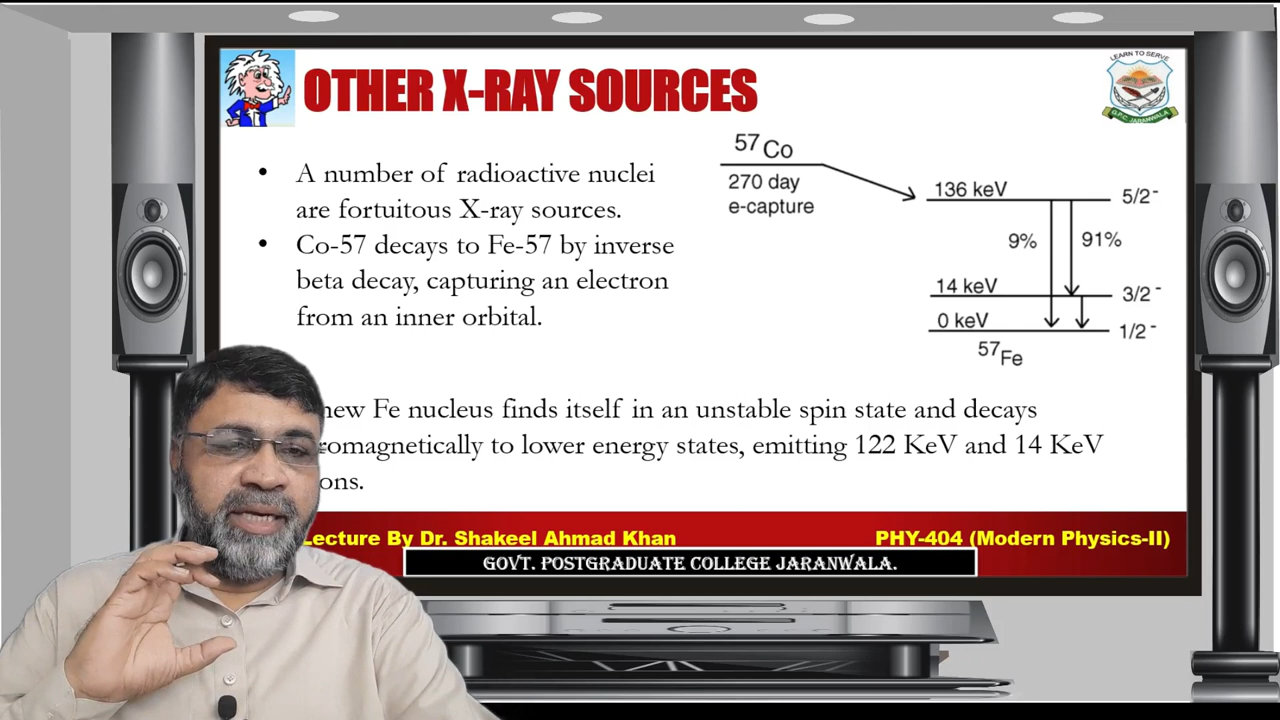 LEARN TO SERVE
G.P.C. JARANWALA
OTHER X-RAY SOURCES
• A number of radioactive nuclei
are fortuitous X-ray sources.
• Co-57 decays to Fe-57 by inverse
beta decay, capturing an electron
from an inner orbital.
57Co
270 day
e-capture
136 keV 5/2-
9% 91%
14 keV 3/2-
0 keV 1/2-
57Fe
new Fe nucleus finds itself in an unstable spin state and decays
romagnetically to lower energy states, emitting 122 KeV and 14 KeV
ons.
Lecture By Dr. Shakeel Ahmad Khan
PHY-404 (Modern Physics-II)
GOVT. POSTGRADUATE COLLEGE JARANWALA.